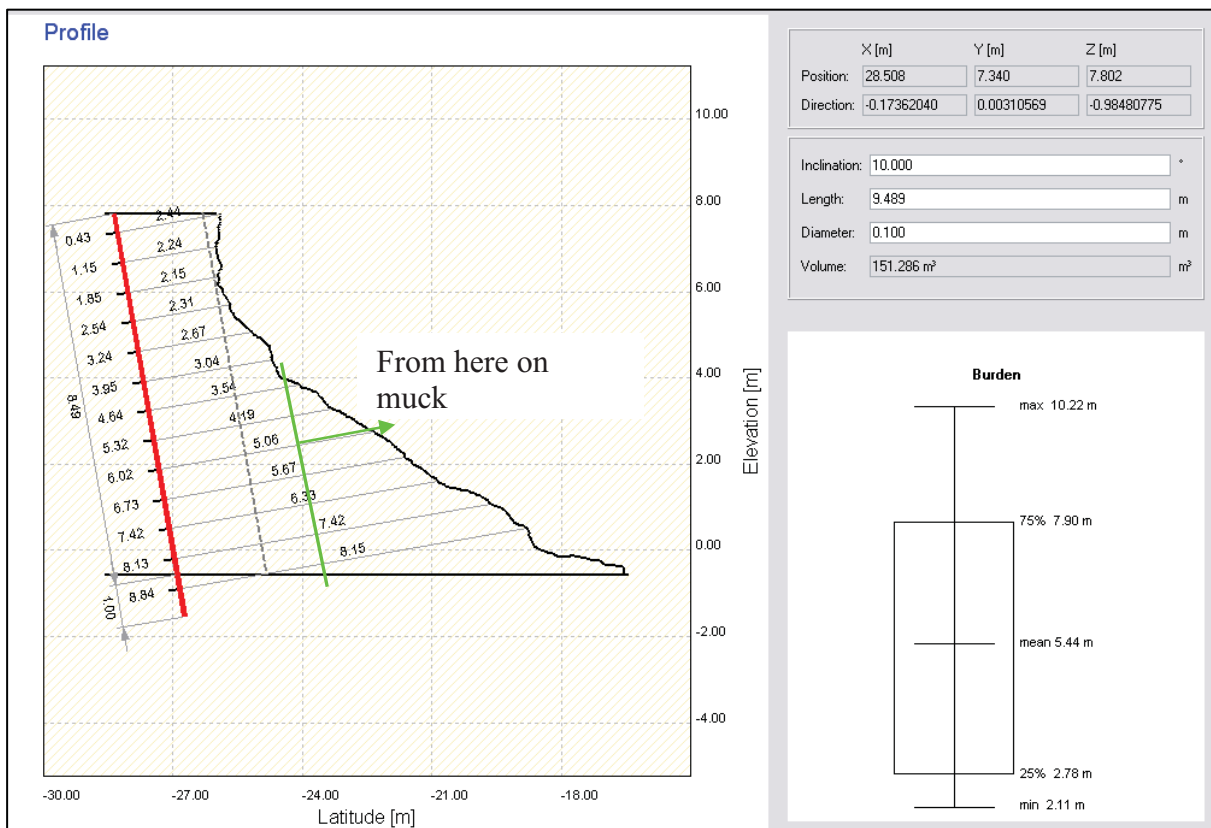 Profile
0.43
1.15
1.85
2.54
3.24
3.95
4.64
5.32
6.02
6.73
7.42
8.13
8.84
8.49
1.00
2.44
2.24
2.15
2.31
2.67
3.04
3.54
4.19
5.06
5.67
6.33
7.42
8.15
From here on
muck
10.00
8.00
6.00
4.00
2.00
0.00
-2.00
-4.00
Elevation [m]
-30.00 -27.00 -24.00 -21.00 -18.00
Latitude [m]
X [m] Y [m] Z [m]
Position: 28.508 7.340 7.802
Direction: -0.17362040 0.00310569 -0.98480775
Inclination: 10.000 °
Length: 9.489 m
Diameter: 0.100 m
Volume: 151.286 m³ m³
Burden
max 10.22 m
75% 7.90 m
mean 5.44 m
25% 2.78 m
min 2.11 m